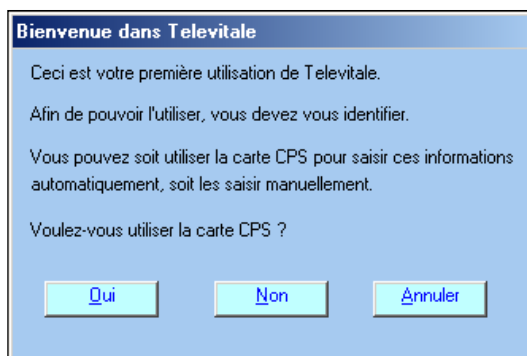 Bienvenue dans Televitale
Ceci est votre première utilisation de Televitale.
Afin de pouvoir l'utiliser, vous devez vous identifier.
Vous pouvez soit utiliser la carte CPS pour saisir ces informations
automatiquement, soit les saisir manuellement.
Voulez-vous utiliser la carte CPS ?
Oui Non Annuler